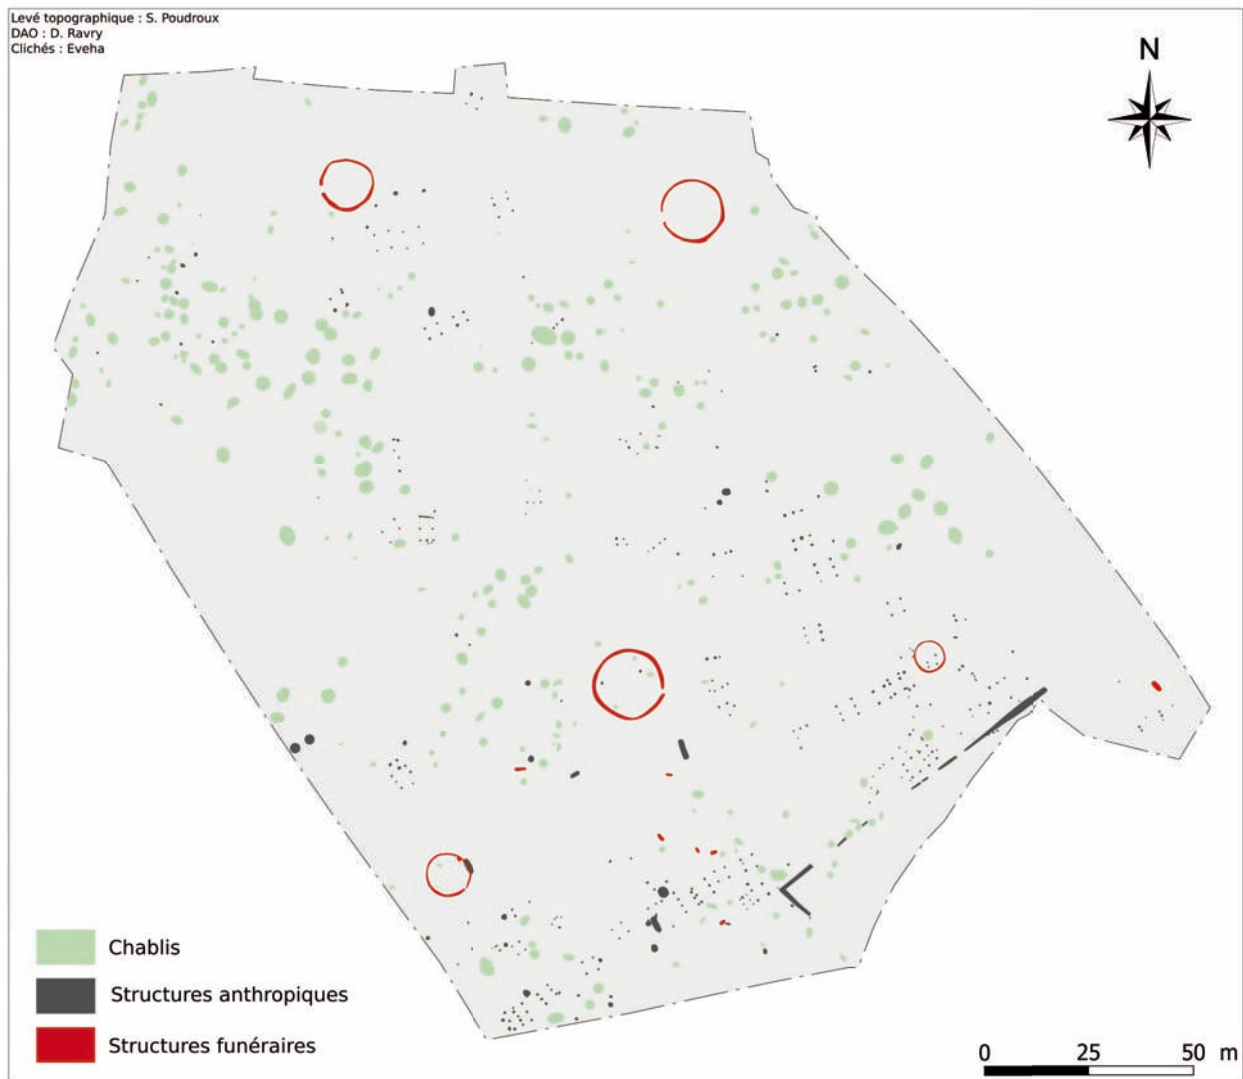 Levé topographique : S. Poudroux
DAO : D. Ravry
Clichés : Eveha
N
Chablis
Structures anthropiques
Structures funéraires
0 25 50 m